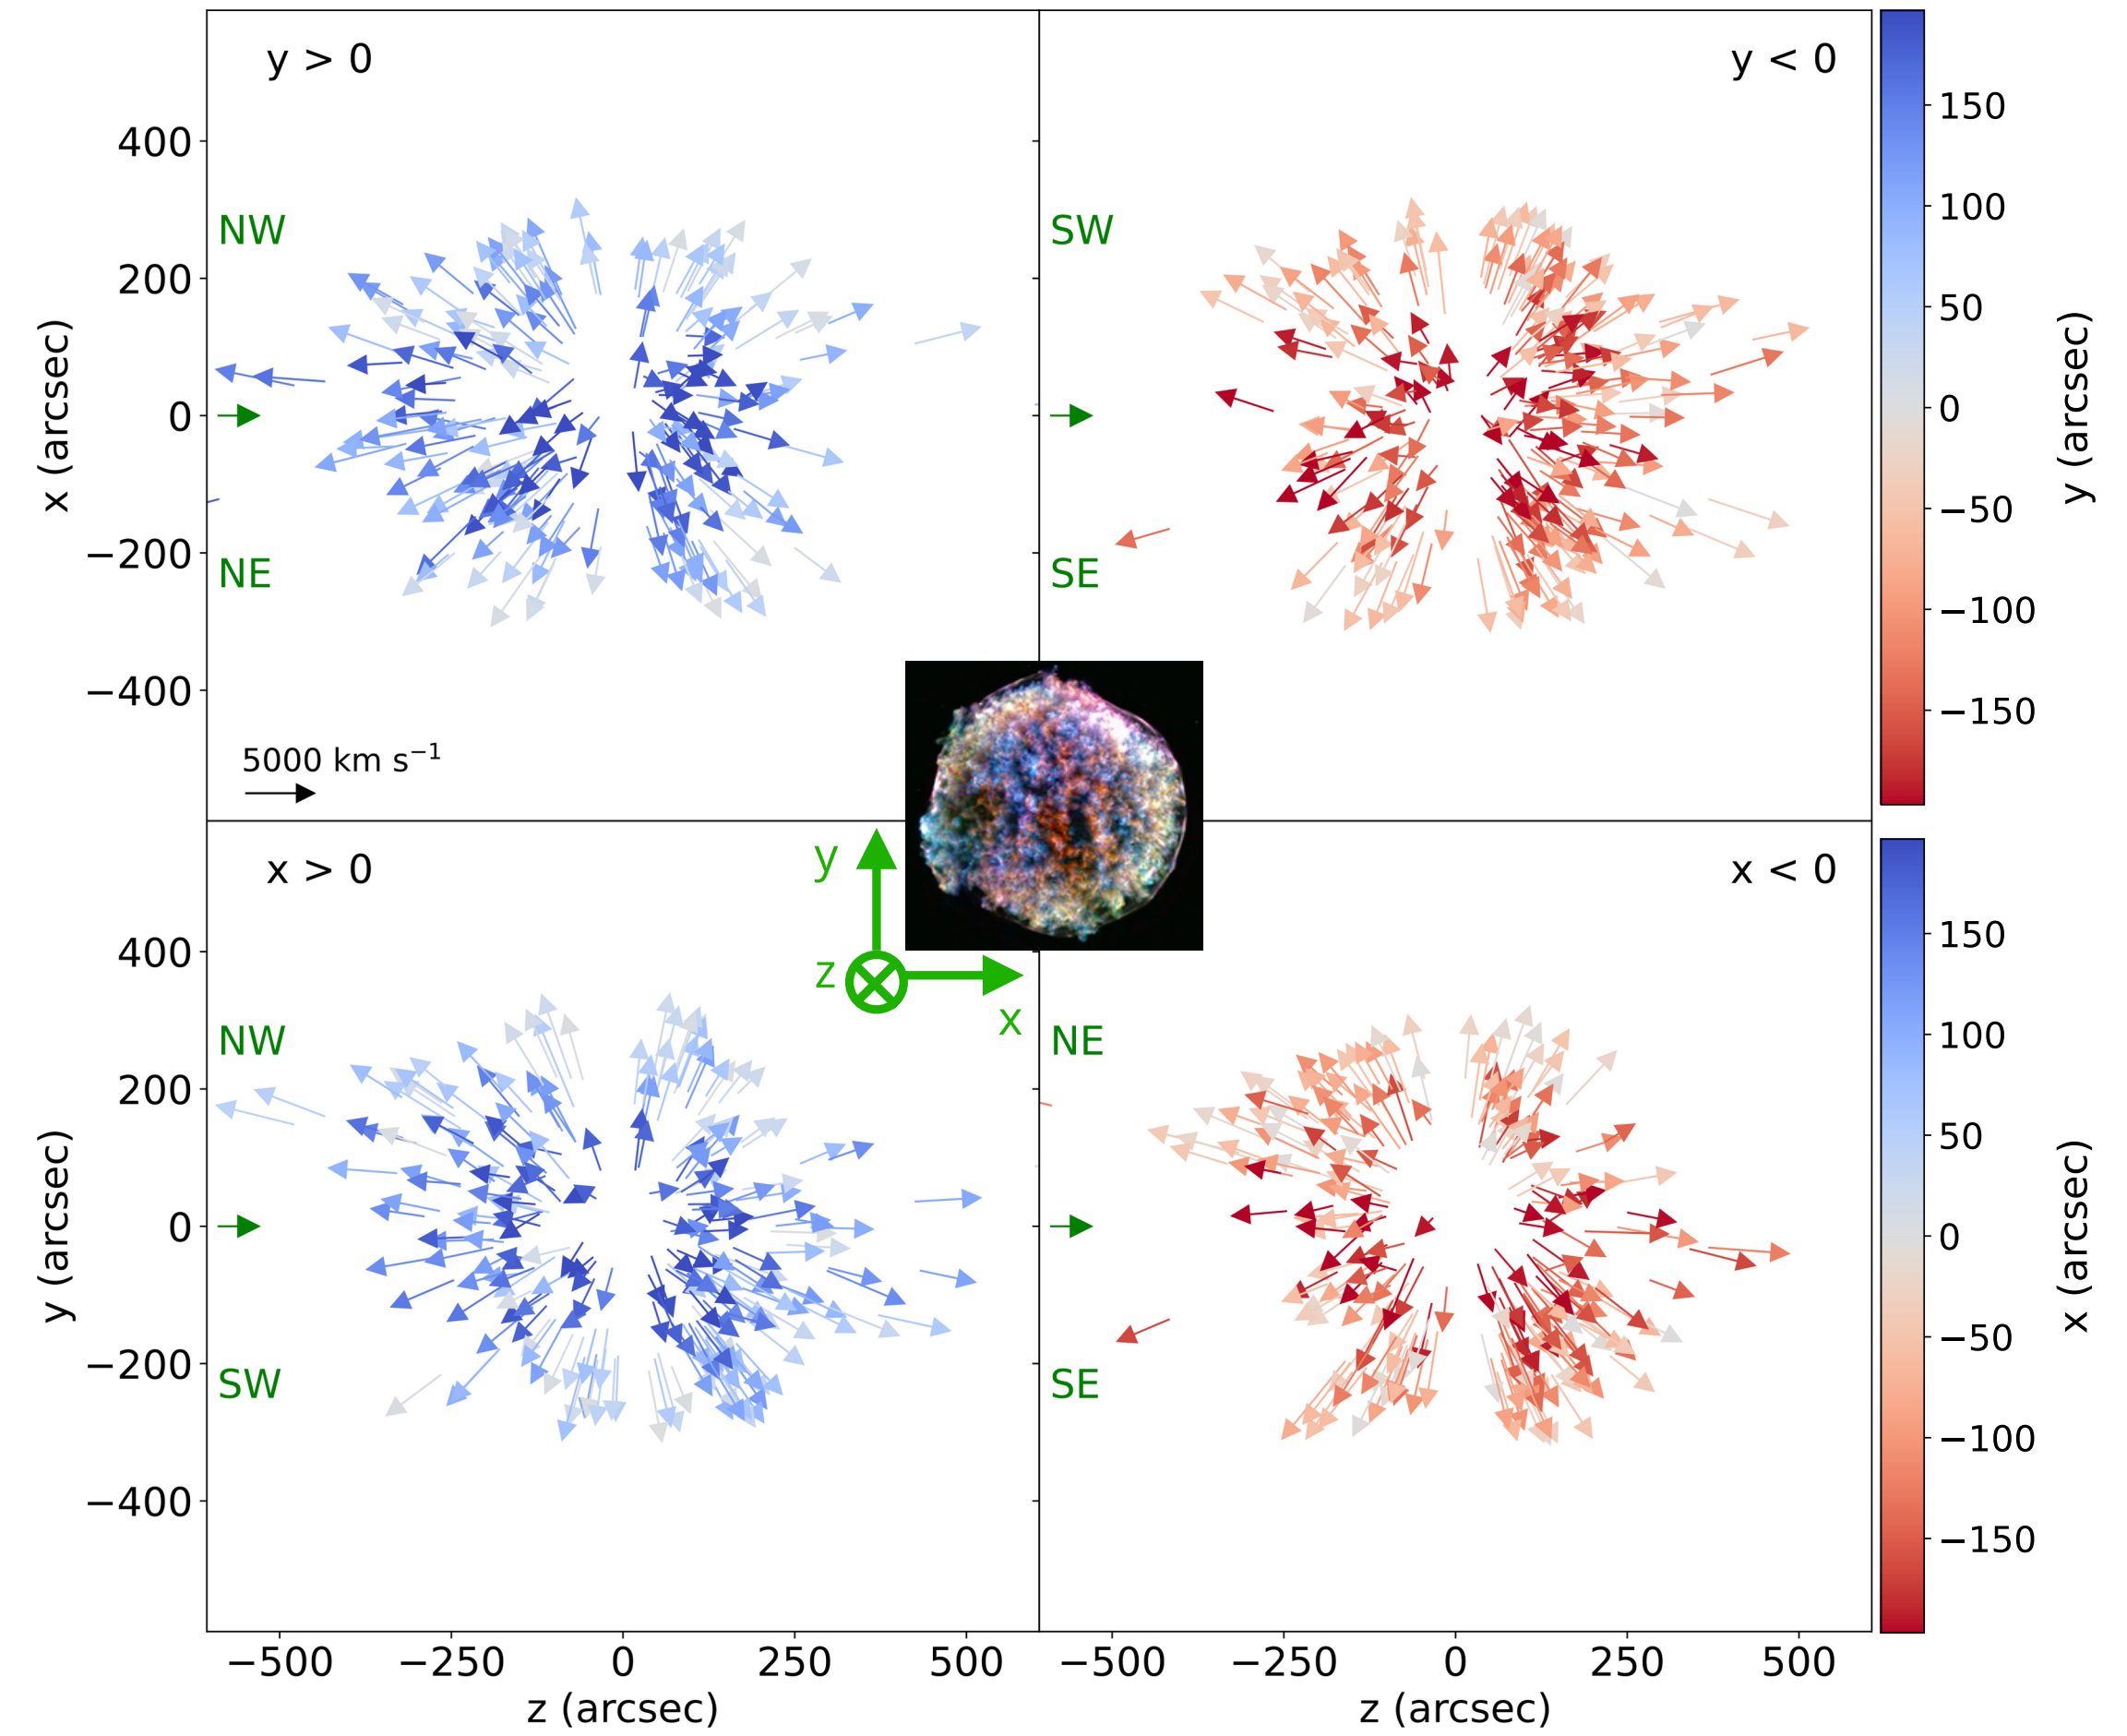 y > 0
y < 0
400
200
0
−200
−400
x (arcsec)
NW
NE
SW
SE
5000 km s⁻¹
150
100
50
0
−50
−100
−150
y (arcsec)
x > 0
x < 0
y
z
x
400
200
0
−200
−400
y (arcsec)
NW
SW
NE
SE
150
100
50
0
−50
−100
−150
x (arcsec)
−500
−250
0
250
500
z (arcsec)
−500
−250
0
250
500
z (arcsec)